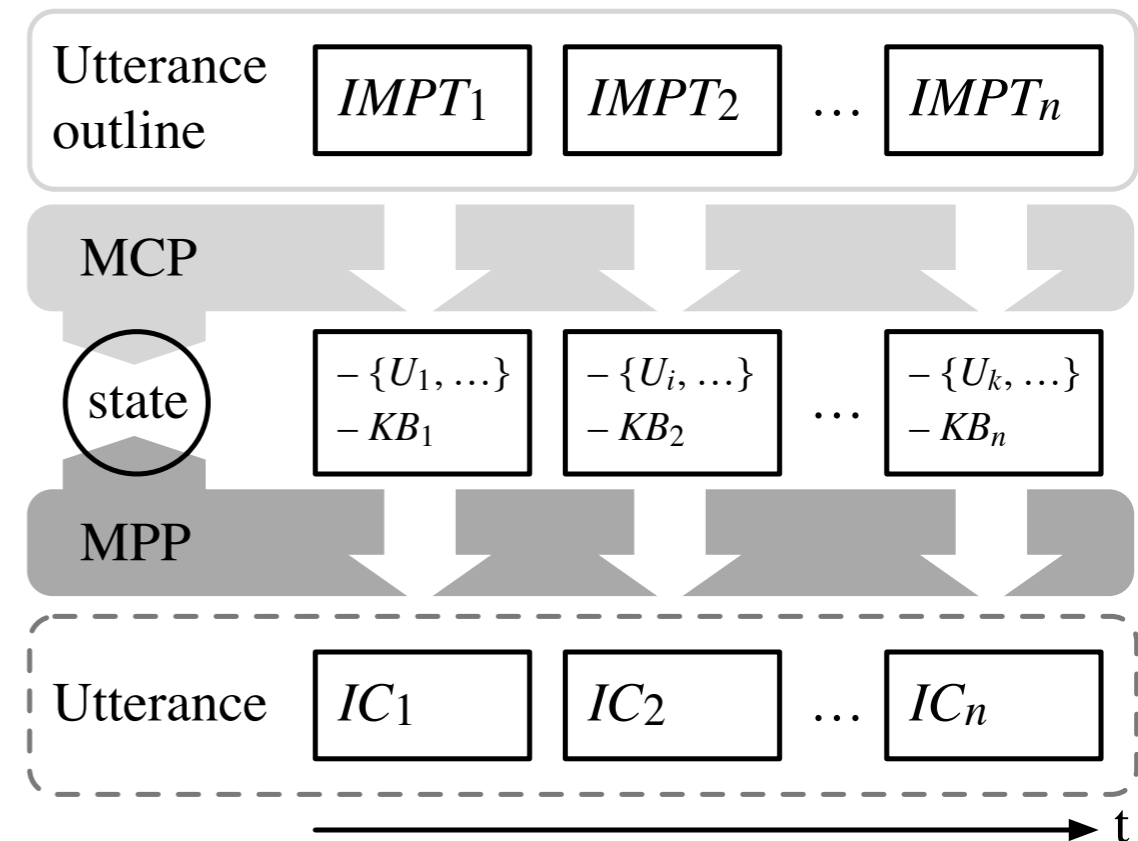 Utterance outline IMPT₁ IMPT₂ … IMPTₙ
MCP
state
– {U₁, …} – {Uᵢ, …} … – {Uₖ, …}
– KB₁ – KB₂ – KBₙ
MPP
Utterance IC₁ IC₂ … ICₙ
t